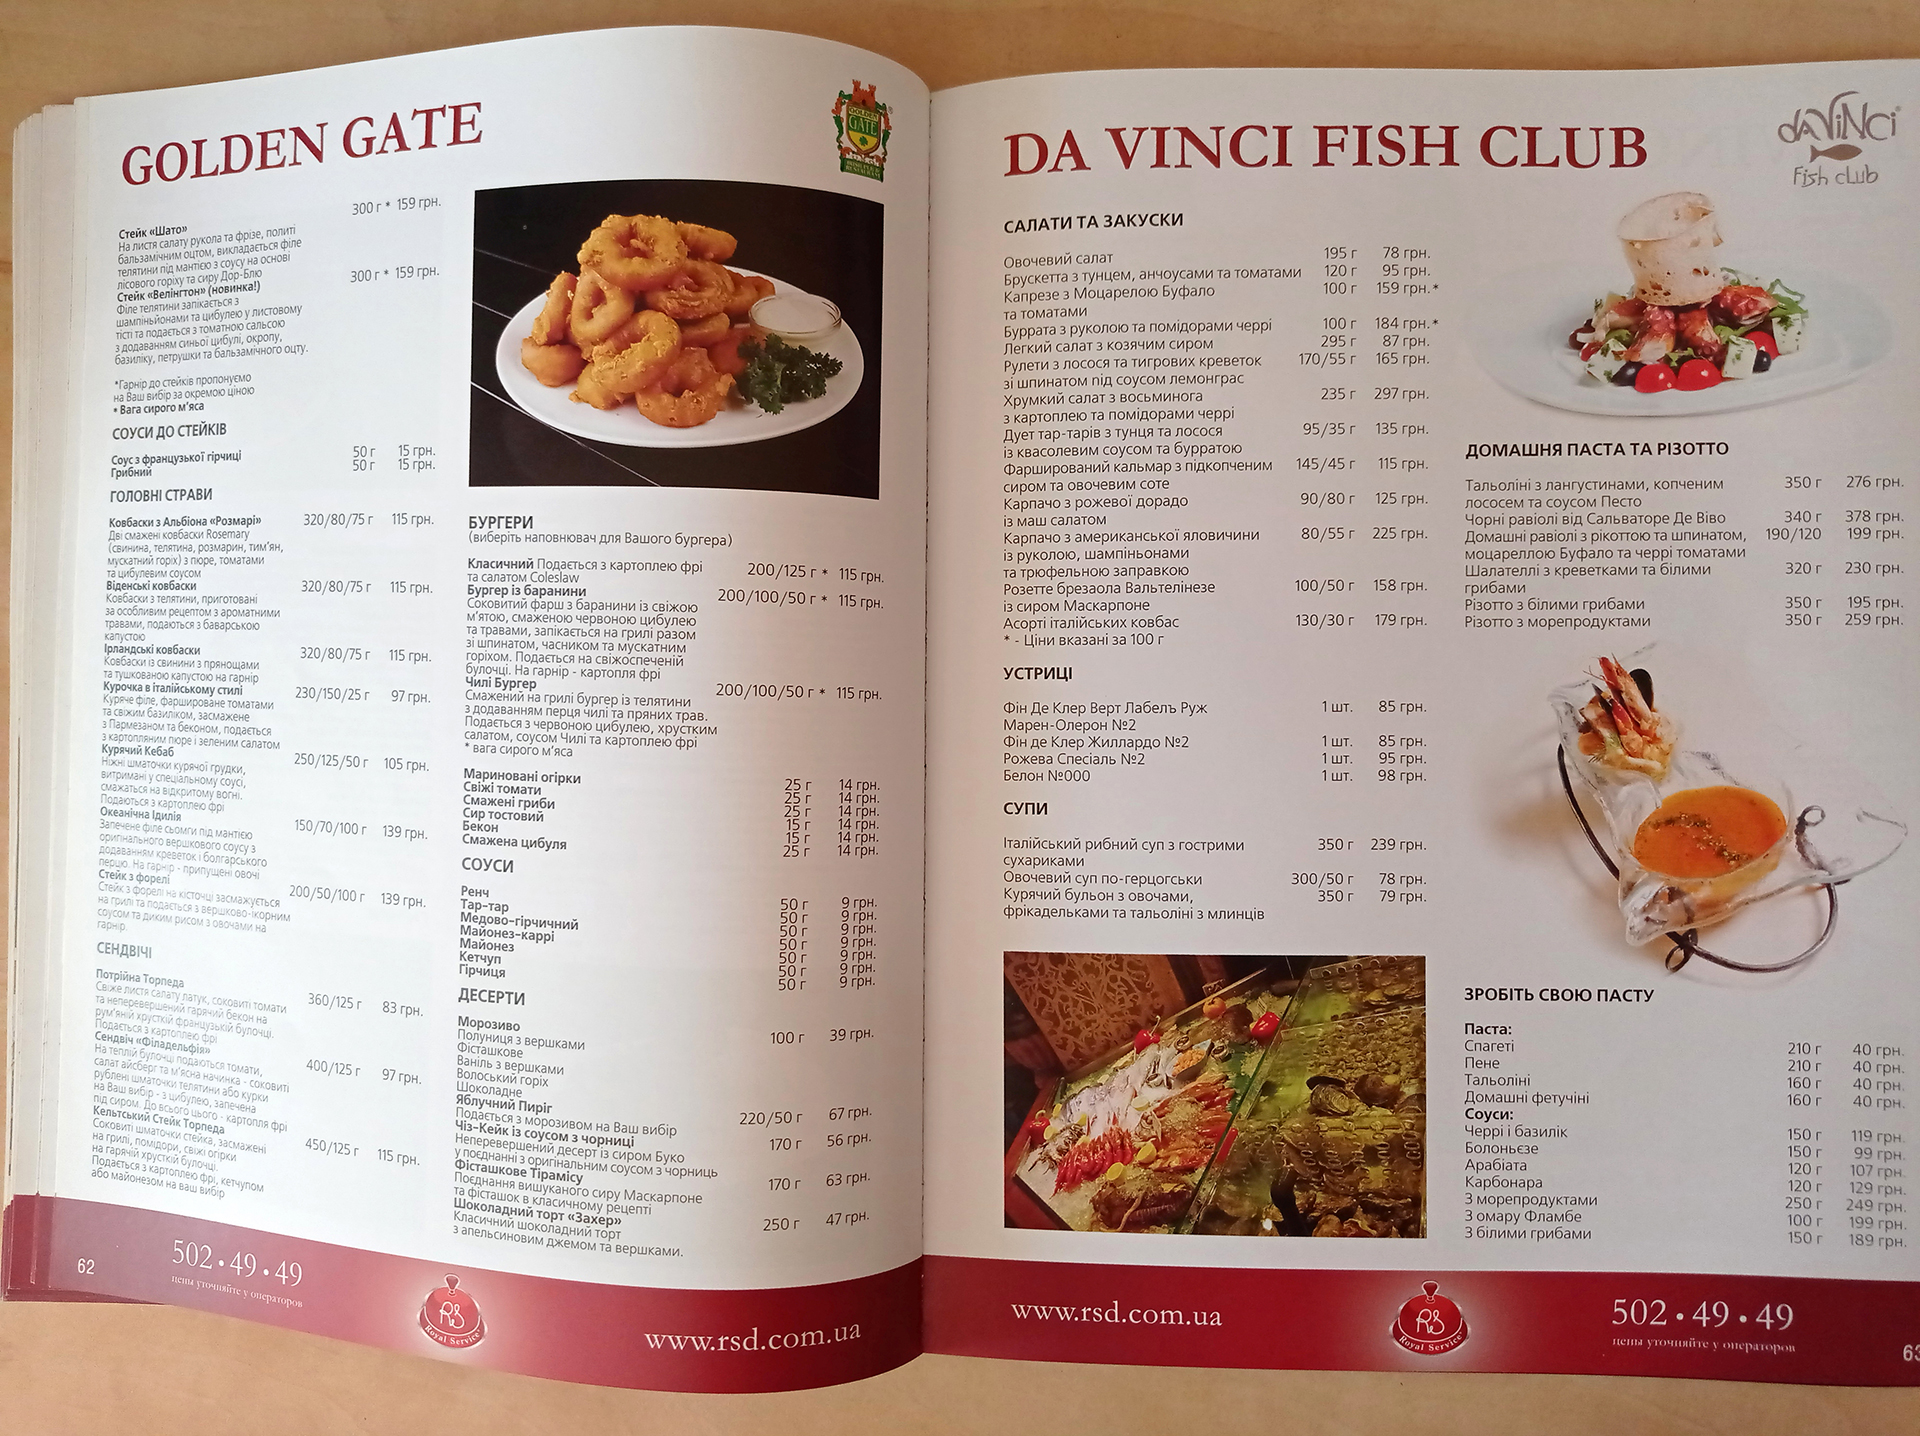 GOLDEN GATE
GOLDEN
GATE
300 г * 159 грн.
Стейк «Шато»
На листя салату рукола та фрізе, политі
бальзамічним оцтом, викладається філе
телятини під мантією з соусу на основі
лісового горіху та сиру Дор-Блю
300 г * 159 грн.
Стейк «Велінгтон» (новинка!)
Філе телятини запікається з
шампіньйонами та цибулею у листовому
тісті та подається з томатною сальсою
з додаванням синьої цибулі, окропу,
базиліку, петрушки та бальзамічного оцту.
*Гарнір до стейків пропонуємо
на Ваш вибір за окремою ціною
* Вага сирого м'яса
СОУСИ ДО СТЕЙКІВ
Соус з французької гірчиці 50 г 15 грн.
Грибний 50 г 15 грн.
ГОЛОВНІ СТРАВИ
Ковбаски з Альбіона «Розмарі» 320/80/75 г 115 грн.
Дві смажені ковбаски Rosemary
(свинина, телятина, розмарин, тим'ян,
мускатний горіх) з пюре, томатами
та цибулевим соусом
Віденські ковбаски 320/80/75 г 115 грн.
Ковбаски з телятини, приготовані
за особливим рецептом з ароматними
травами, подаються з баварською
капустою
Ірландські ковбаски 320/80/75 г 115 грн.
Ковбаски із свинини з прянощами
та тушкованою капустою на гарнір
Курочка в італійському стилі 230/150/25 г 97 грн.
Куряче філе, фаршироване томатами
та свіжим базиліком, засмажене
з Пармезаном та беконом, подається
з картопляним пюре і зеленим салатом
Курячий Кебаб 250/125/50 г 105 грн.
Ніжні шматочки курячої грудки,
витримані у спеціальному соусі,
смажаться на відкритому вогні.
Подаються з картоплею фрі
Океанічна Ідилія 150/70/100 г 139 грн.
Запечене філе сьомги під мантією
оригінального вершкового соусу з
додаванням креветок і болгарського
перцю. На гарнір - припущені овочі
Стейк з форелі 200/50/100 г 139 грн.
Стейк з форелі на кісточці засмажується
на грилі та подається з вершково-ікорним
соусом та диким рисом з овочами на
гарнір.
СЕНДВІЧІ
Потрійна Торпеда 360/125 г 83 грн.
Свіже листя салату латук, соковиті томати
та неперевершений гарячий бекон на
рум'яній хрусткій французькій булочці.
Подається з картоплею фрі
Сендвіч «Філадельфія» 400/125 г 97 грн.
На теплій булочці подаються томати,
салат айсберг та м'ясна начинка - соковиті
рублені шматочки телятини або курки
на Ваш вибір - з цибулею, запечена
під сиром. До всього цього - картопля фрі
Кельтський Стейк Торпеда 450/125 г 115 грн.
Соковиті шматочки стейка, засмажені
на грилі, помідори, свіжі огірки
на гарячій хрусткій булочці.
Подається з картоплею фрі, кетчупом
або майонезом на ваш вибір
БУРГЕРИ
(виберіть наповнювач для Вашого бургера)
Класичний Подається з картоплею фрі 200/125 г * 115 грн.
та салатом Coleslaw
Бургер із баранини 200/100/50 г * 115 грн.
Соковитий фарш з баранини із свіжою
м'ятою, смаженою червоною цибулею
та травами, запікається на грилі разом
зі шпинатом, часником та мускатним
горіхом. Подається на свіжоспеченій
булочці. На гарнір - картопля фрі
Чилі Бургер 200/100/50 г * 115 грн.
Смажений на грилі бургер із телятини
з додаванням перця чилі та пряних трав.
Подається з червоною цибулею, хрустким
салатом, соусом Чилі та картоплею фрі
* вага сирого м'яса
Мариновані огірки 25 г 14 грн.
Свіжі томати 25 г 14 грн.
Смажені гриби 25 г 14 грн.
Сир тостовий 15 г 14 грн.
Бекон 15 г 14 грн.
Смажена цибуля 25 г 14 грн.
СОУСИ
Ренч 50 г 9 грн.
Тар-тар 50 г 9 грн.
Медово-гірчичний 50 г 9 грн.
Майонез-каррі 50 г 9 грн.
Майонез 50 г 9 грн.
Кетчуп 50 г 9 грн.
Гірчиця 50 г 9 грн.
ДЕСЕРТИ
Морозиво 100 г 39 грн.
Полуниця з вершками
Фісташкове
Ваніль з вершками
Волоський горіх
Шоколадне
Яблучний Пиріг 220/50 г 67 грн.
Подається з морозивом на Ваш вибір
Чіз-Кейк із соусом з чорниці 170 г 56 грн.
Неперевершений десерт із сиром Буко
у поєднанні з оригінальним соусом з чорниць
Фісташкове Тірамісу 170 г 63 грн.
Поєднання вишуканого сиру Маскарпоне
та фісташок в класичному рецепті
Шоколадний торт «Захер» 250 г 47 грн.
Класичний шоколадний торт
з апельсиновим джемом та вершками.
62
502 • 49 • 49
цены уточняйте у операторов
RS
Royal Service
www.rsd.com.ua
DA VINCI FISH CLUB
daVinci
Fish club
САЛАТИ ТА ЗАКУСКИ
Овочевий салат 195 г 78 грн.
Брускетта з тунцем, анчоусами та томатами 120 г 95 грн.
Капрезе з Моцарелою Буфало 100 г 159 грн.*
та томатами
Буррата з руколою та помідорами черрі 100 г 184 грн.*
Легкий салат з козячим сиром 295 г 87 грн.
Рулети з лосося та тигрових креветок 170/55 г 165 грн.
зі шпинатом під соусом лемонграс
Хрумкий салат з восьминога 235 г 297 грн.
з картоплею та помідорами черрі
Дует тар-тарів з тунця та лосося 95/35 г 135 грн.
із квасолевим соусом та бурратою
Фарширований кальмар з підкопченим 145/45 г 115 грн.
сиром та овочевим соте
Карпачо з рожевої дорадо 90/80 г 125 грн.
із маш салатом
Карпачо з американської яловичини 80/55 г 225 грн.
із руколою, шампіньонами
та трюфельною заправкою
Розетте брезаола Вальтелінезе 100/50 г 158 грн.
із сиром Маскарпоне
Асорті італійських ковбас 130/30 г 179 грн.
* - Ціни вказані за 100 г
УСТРИЦІ
Фін Де Клер Верт Лабелъ Руж 1 шт. 85 грн.
Марен-Олерон №2
Фін де Клер Жиллардо №2 1 шт. 85 грн.
Рожева Спесіаль №2 1 шт. 95 грн.
Белон №000 1 шт. 98 грн.
СУПИ
Італійський рибний суп з гострими 350 г 239 грн.
сухариками
Овочевий суп по-герцогськи 300/50 г 78 грн.
Курячий бульон з овочами, 350 г 79 грн.
фрікадельками та тальоліні з млинців
ДОМАШНЯ ПАСТА ТА РІЗОТТО
Тальоліні з лангустинами, копченим 350 г 276 грн.
лососем та соусом Песто
Чорні равіолі від Сальваторе Де Віво 340 г 378 грн.
Домашні равіолі з рікоттою та шпинатом, 190/120 199 грн.
моцареллою Буфало та черрі томатами
Шалателлі з креветками та білими 320 г 230 грн.
грибами
Різотто з білими грибами 350 г 195 грн.
Різотто з морепродуктами 350 г 259 грн.
ЗРОБІТЬ СВОЮ ПАСТУ
Паста:
Спагеті 210 г 40 грн.
Пене 210 г 40 грн.
Тальоліні 160 г 40 грн.
Домашні фетучіні 160 г 40 грн.
Соуси:
Черрі і базилік 150 г 119 грн.
Болоньєзе 150 г 99 грн.
Арабіата 120 г 107 грн.
Карбонара 120 г 129 грн.
З морепродуктами 250 г 249 грн.
З омару Фламбе 100 г 199 грн.
З білими грибами 150 г 189 грн.
www.rsd.com.ua
RS
Royal Service
502 • 49 • 49
цены уточняйте у операторов
63